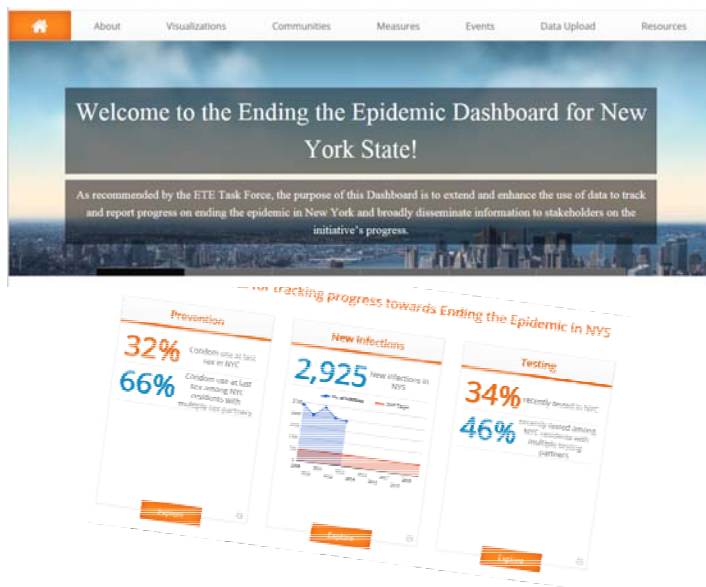 About Visualizations Communities Measures Events Data Upload Resources
Welcome to the Ending the Epidemic Dashboard for New
York State!
As recommended by the ETE Task Force, the purpose of this Dashboard is to extend and enhance the use of data to track
and report progress on ending the epidemic in New York and broadly disseminate information to stakeholders on the
initiative's progress.
for tracking progress towards Ending the Epidemic in NYS
Prevention
32% Condom use at last
sex in NYC
66% Condom use at last
sex among NYC
residents with
multiple sex partners
Explore
New Infections
2,925 New infections in
NYS
Explore
Testing
34% recently tested in NYC
46% recently tested among
NYC residents with
multiple testing
partners
Explore